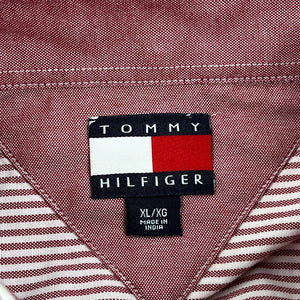 TOMMY
HILFIGER
XL/XG
MADE IN
INDIA